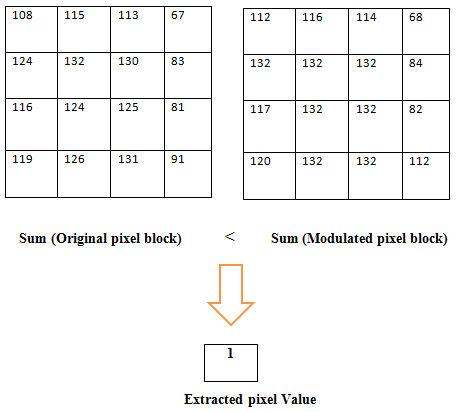 108 115 113 67 112 116 114 68
124 132 130 83 132 132 132 84
116 124 125 81 117 132 132 82
119 126 131 91 120 132 132 112
Sum (Original pixel block) < Sum (Modulated pixel block)
1
Extracted pixel Value